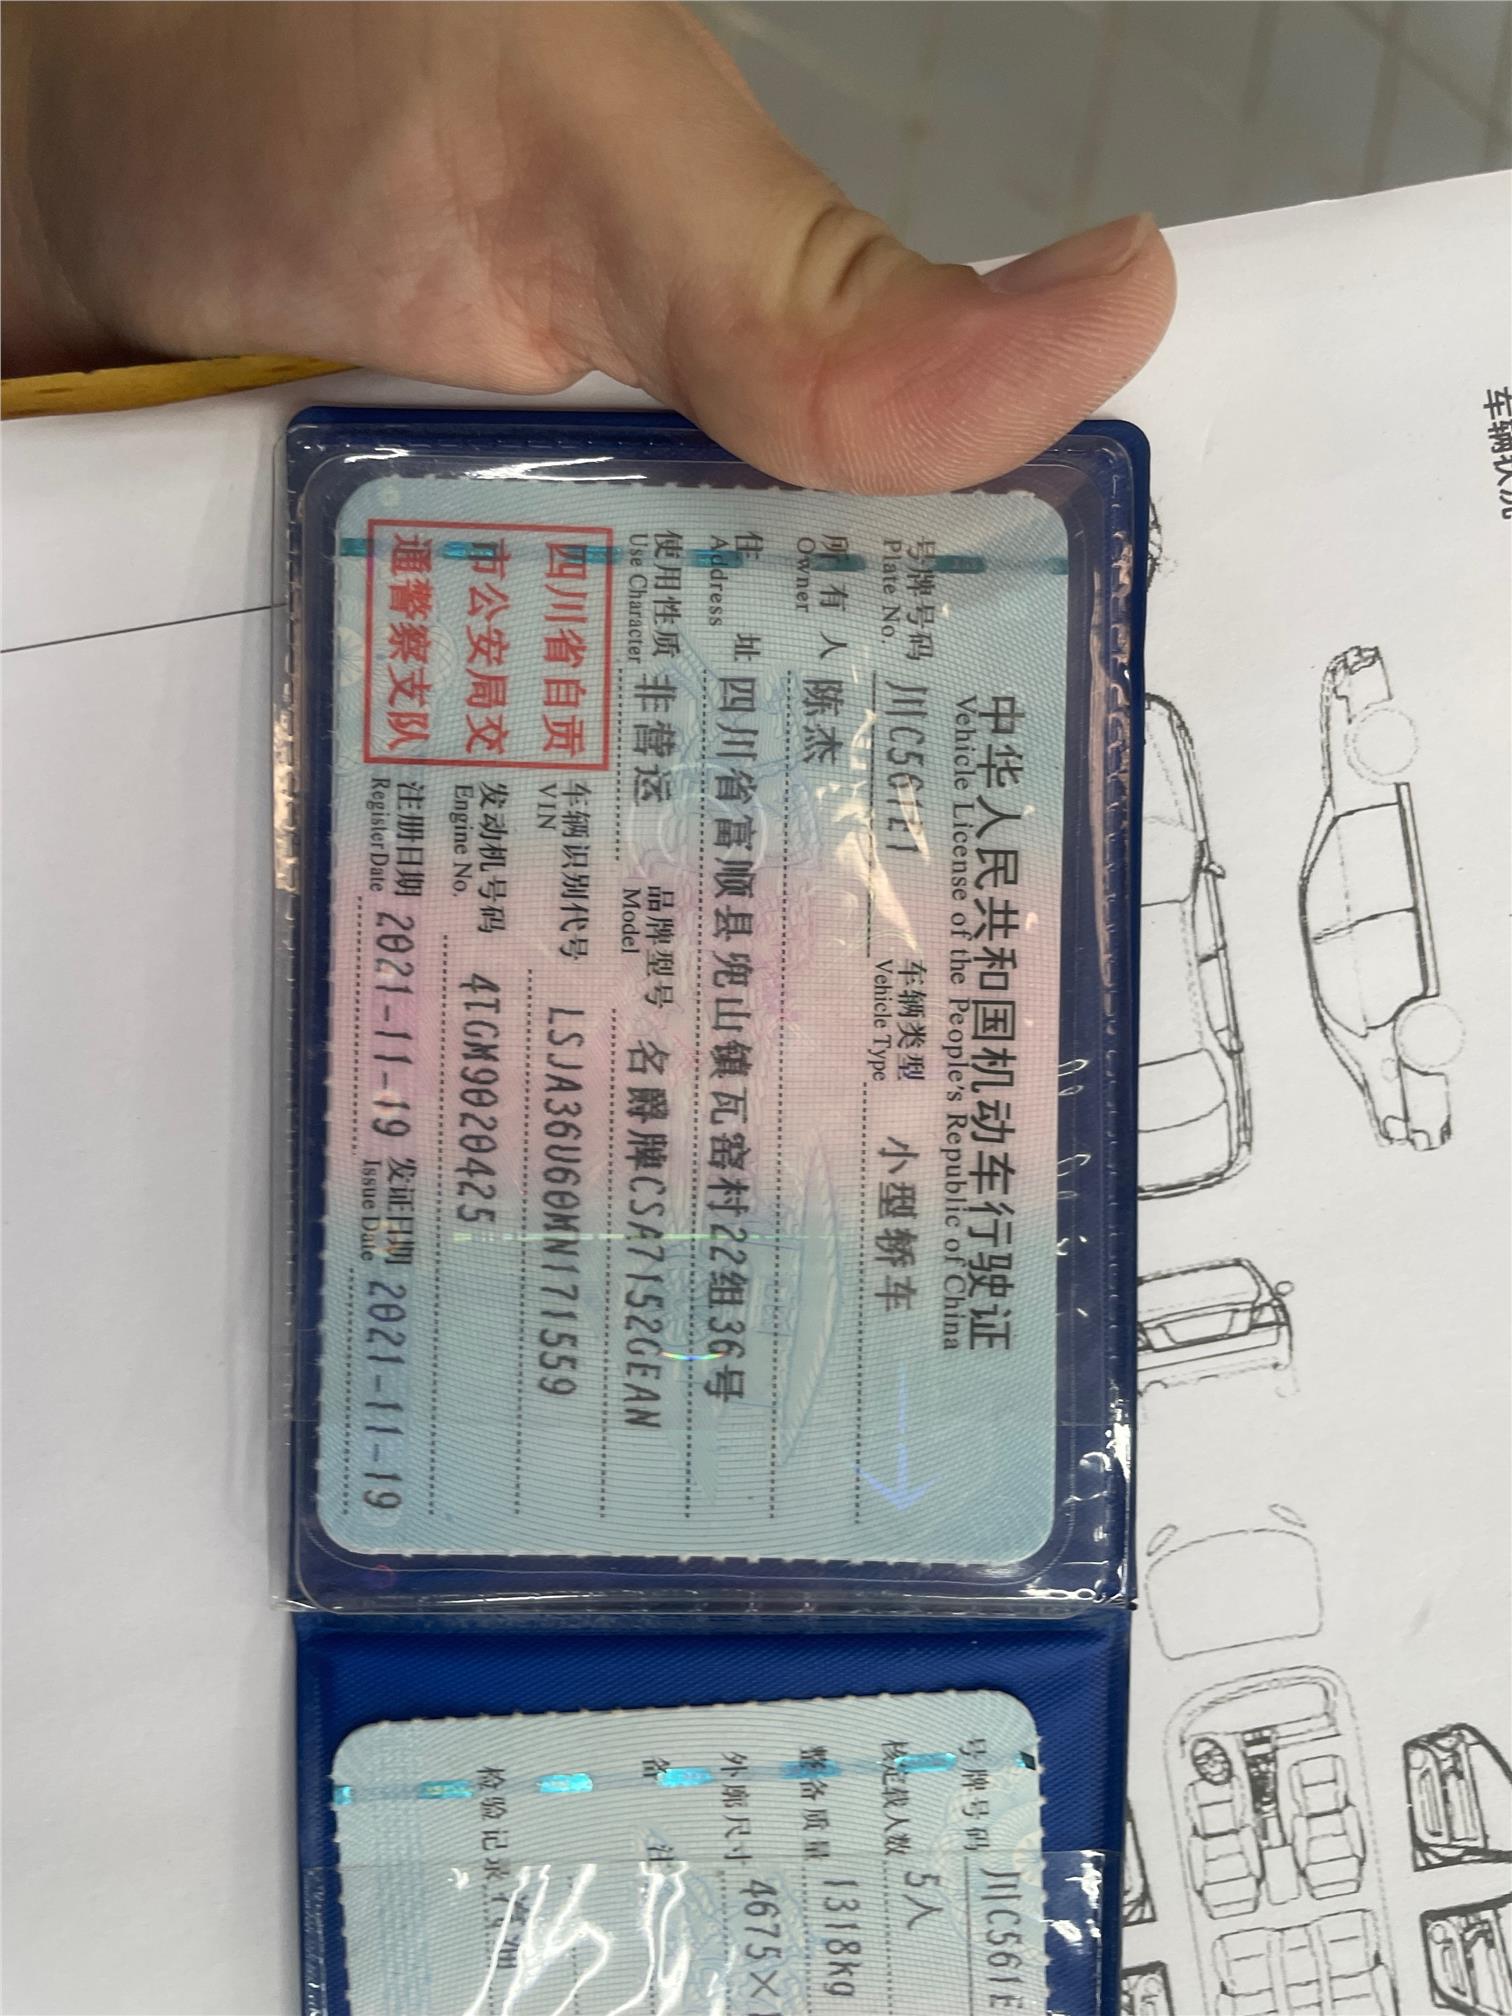 中华人民共和国机动车行驶证
Vehicle License of the People's Republic of China
号牌号码 川C561E1 车辆类型 小型轿车
Plate No. Vehicle Type
所有人 陈杰
Owner
住址 四川省富顺县兜山镇瓦窑村22组36号
Address
使用性质 非营运 品牌型号 名爵牌CSA7152GEAN
Use Character Model
四川省自贡
市公安局交
通警察支队
车辆识别代号 LSJA36U60MN171559
VIN
发动机号码 4TGM9020425
Engine No.
注册日期 2021-11-19 发证日期 2021-11-19
Register Date Issue Date
号牌号码 川C561E
核定载人数 5人
整备质量 1318kg
外廓尺寸 4675×
备注
检验记录
车辆状况